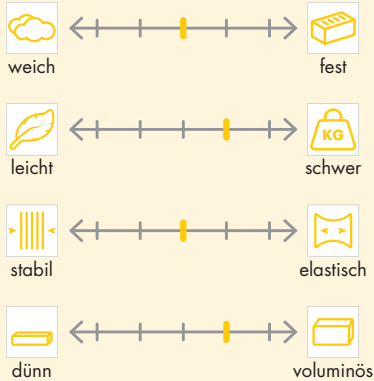 weich fest
KG
leicht schwer
stabil elastisch
dünn voluminös